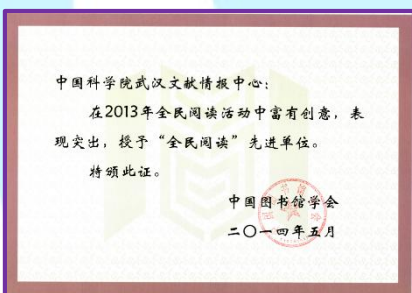 中国科学院武汉文献情报中心：
在2013年全民阅读活动中富有创意，表
现突出，授予“全民阅读”先进单位。
特颁此证。
中国图书馆学会
二〇一四年五月